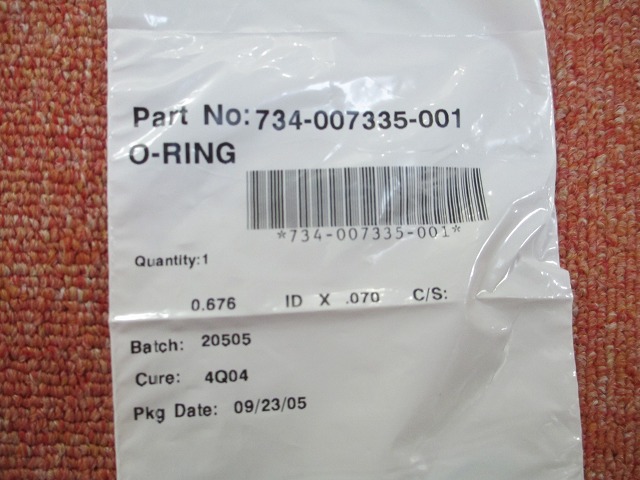 Part No: 734-007335-001
O-RING
*734-007335-001*
Quantity:1
0.676 ID X .070 C/S:
Batch: 20505
Cure: 4Q04
Pkg Date: 09/23/05